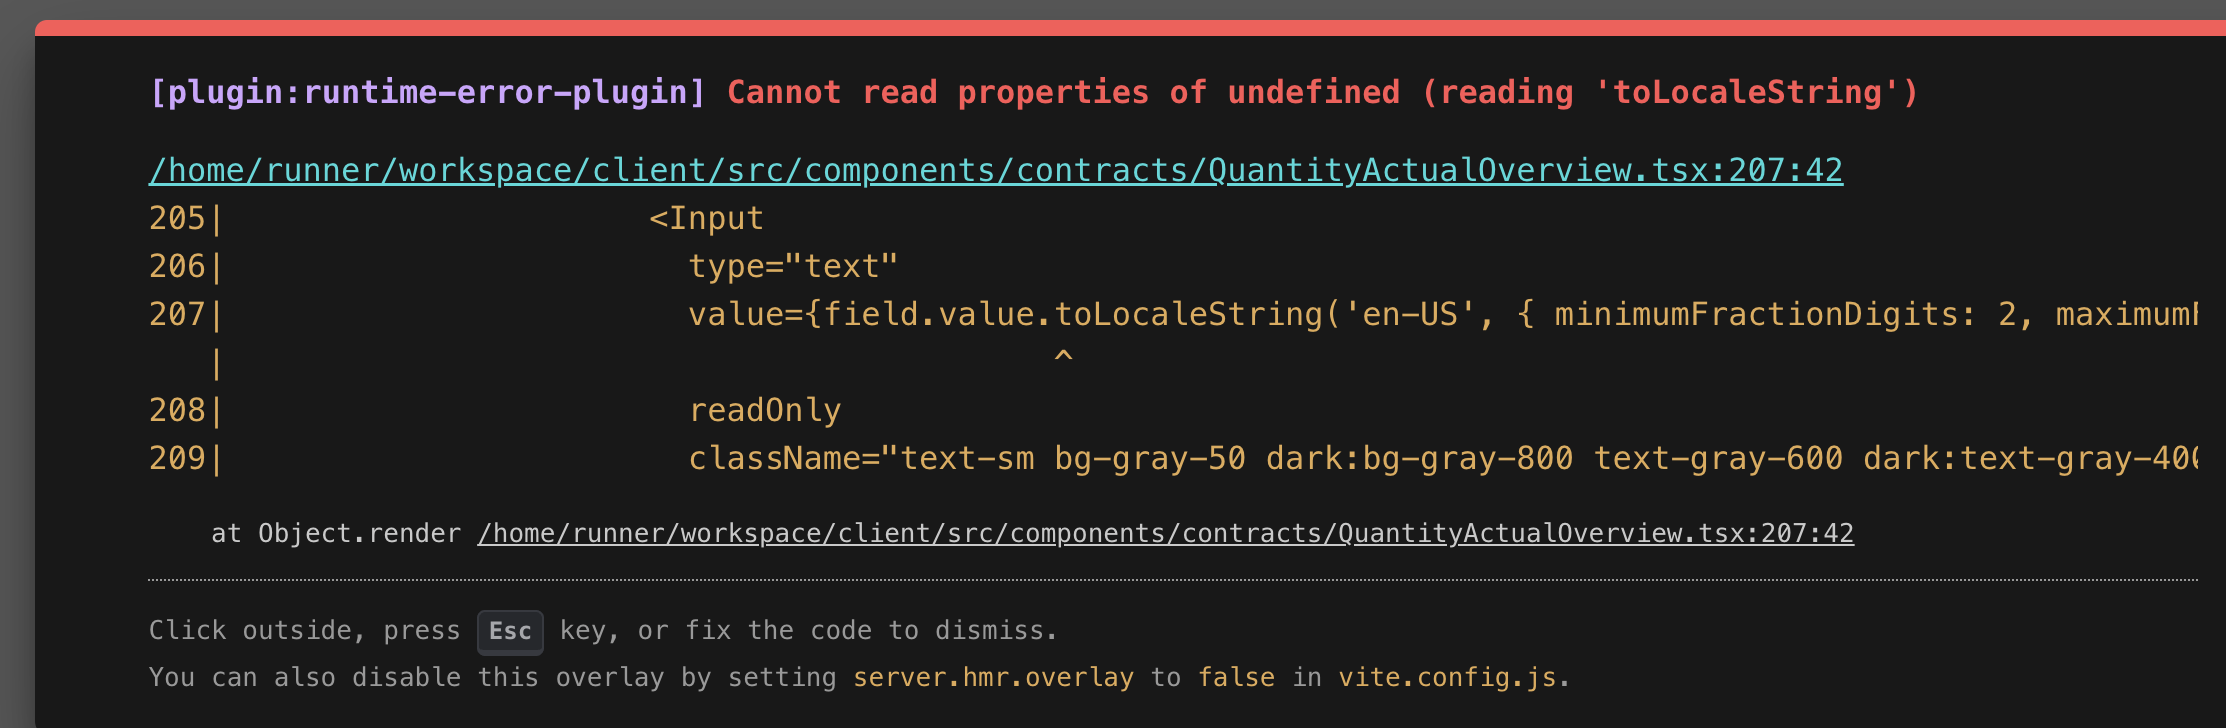 [plugin:runtime-error-plugin] Cannot read properties of undefined (reading 'toLocaleString')
/home/runner/workspace/client/src/components/contracts/QuantityActualOverview.tsx:207:42
205|                      <Input
206|                        type="text"
207|                        value={field.value.toLocaleString('en-US', { minimumFractionDigits: 2, maximum
   |                                           ^
208|                        readOnly
209|                        className="text-sm bg-gray-50 dark:bg-gray-800 text-gray-600 dark:text-gray-400
    at Object.render /home/runner/workspace/client/src/components/contracts/QuantityActualOverview.tsx:207:42
Click outside, press Esc key, or fix the code to dismiss.
You can also disable this overlay by setting server.hmr.overlay to false in vite.config.js.